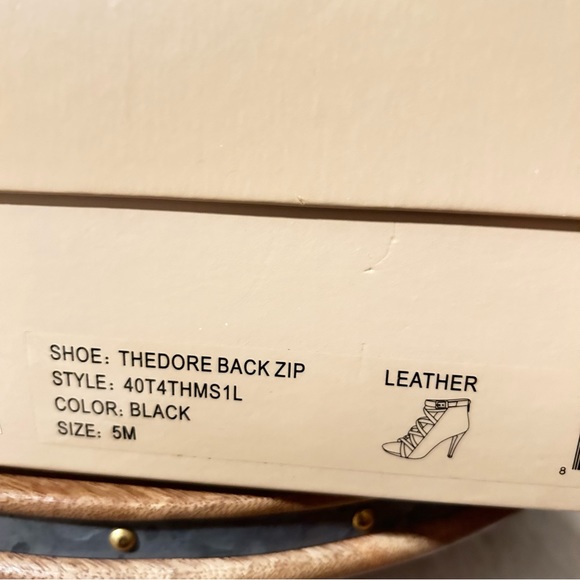 SHOE: THEDORE BACK ZIP
STYLE: 40T4THMS1L
COLOR: BLACK
SIZE: 5M
LEATHER
8